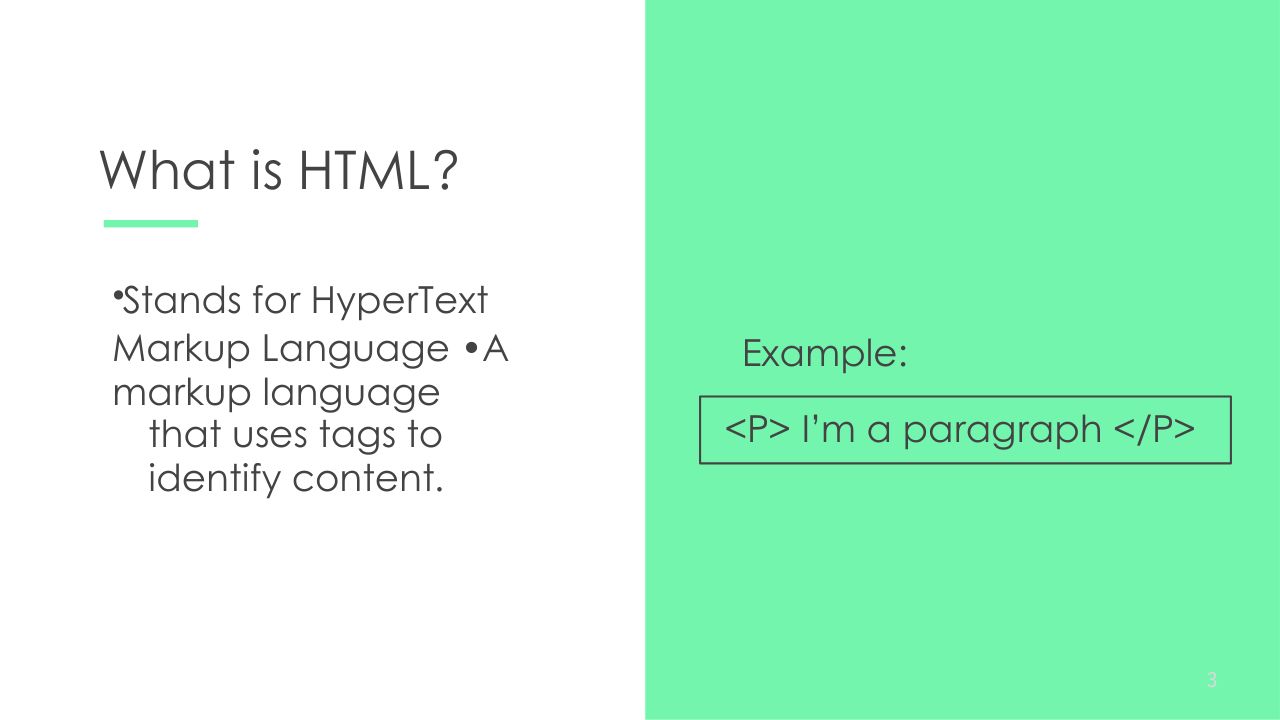 What is HTML?
•Stands for HyperText
Markup Language •A
markup language
that uses tags to
identify content.
Example:
<P> I’m a paragraph </P>
3